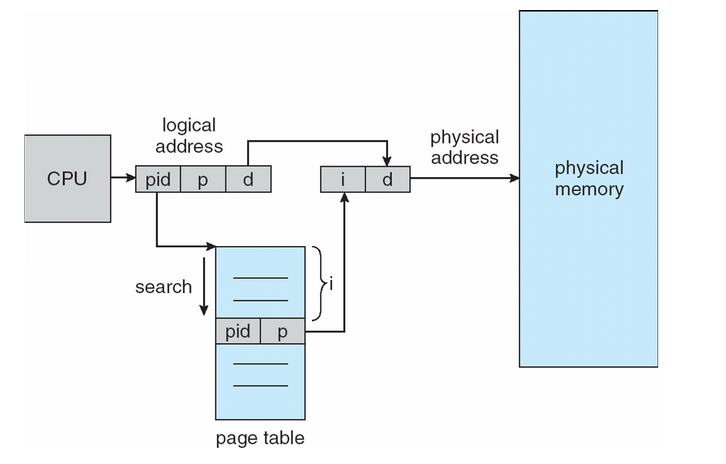 logical
address
physical
address
CPU
pid p d
i d
physical
memory
search
i
pid p
page table